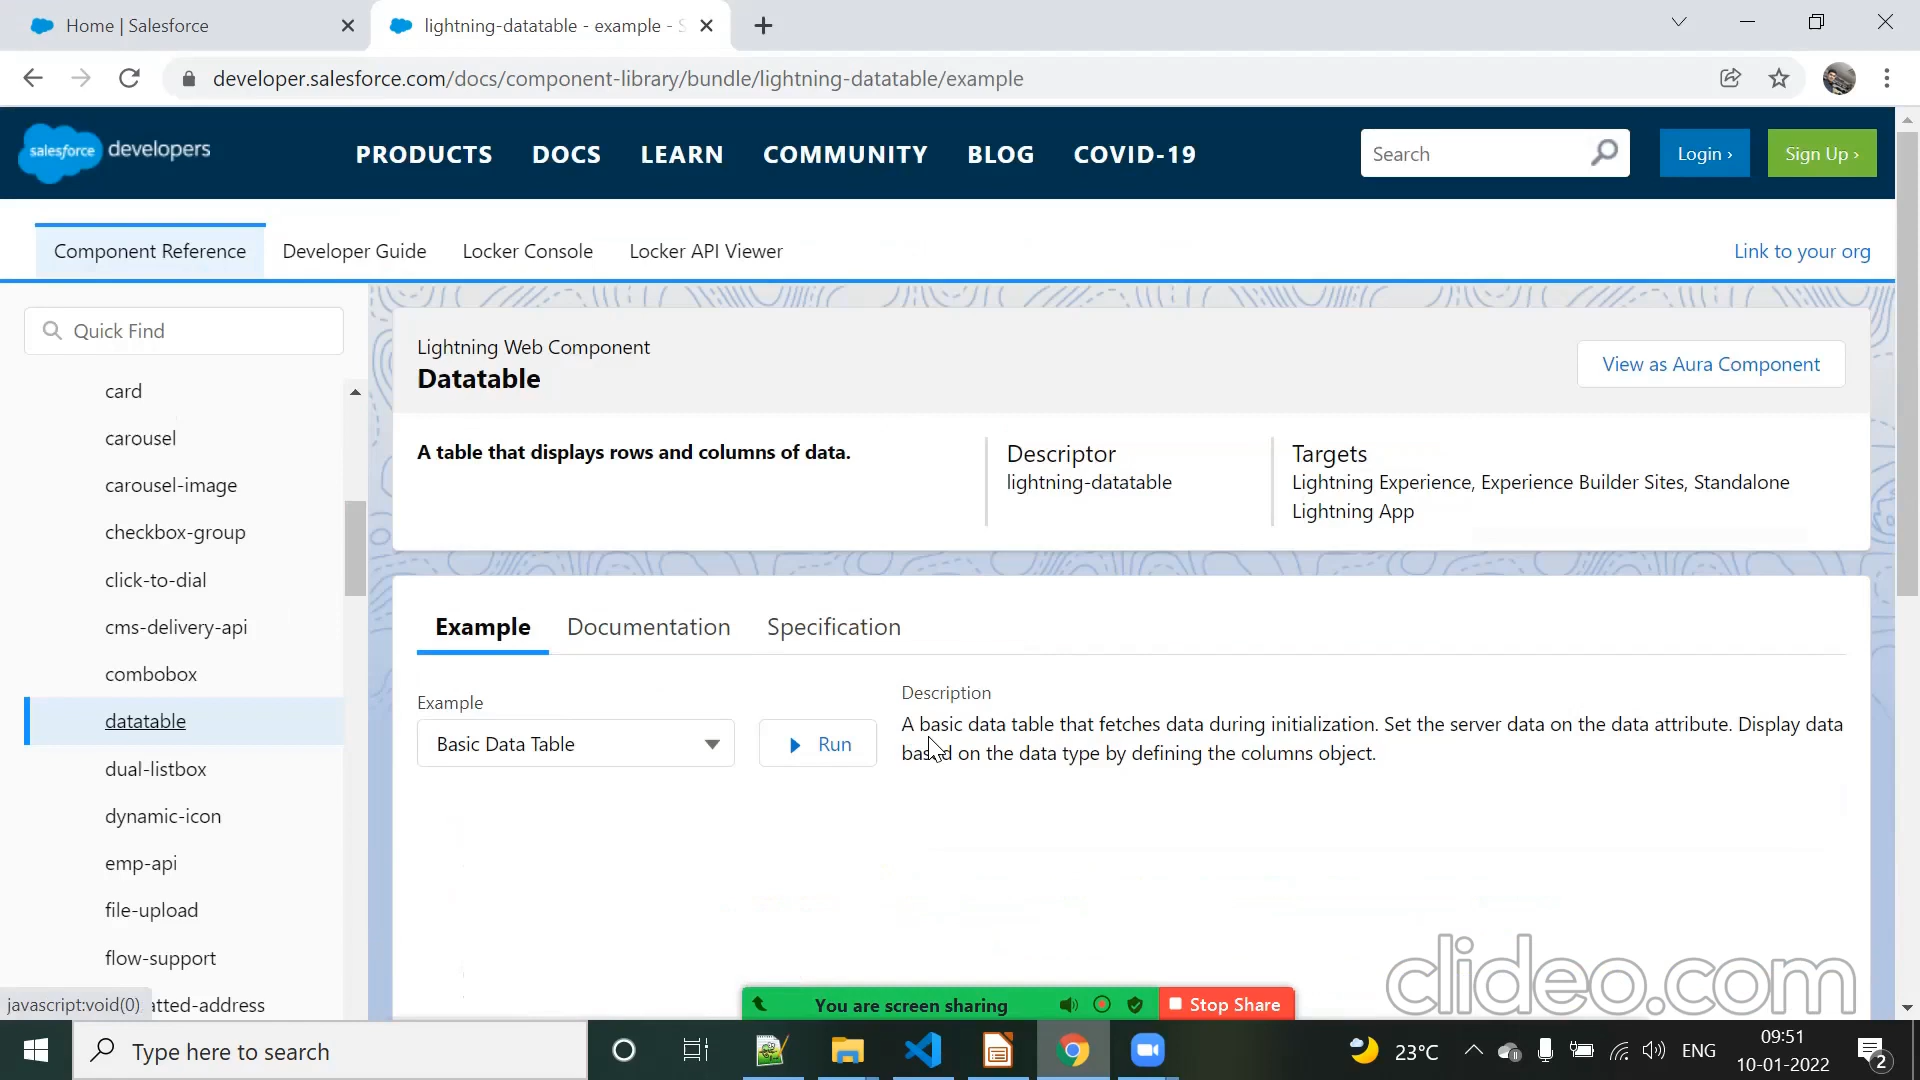 Home | Salesforce
lightning-datatable - example - S
developer.salesforce.com/docs/component-library/bundle/lightning-datatable/example
salesforce developers
PRODUCTS DOCS LEARN COMMUNITY BLOG COVID-19
Search
Login ›
Sign Up ›
Component Reference Developer Guide Locker Console Locker API Viewer
Link to your org
Quick Find
card
carousel
carousel-image
checkbox-group
click-to-dial
cms-delivery-api
combobox
datatable
dual-listbox
dynamic-icon
emp-api
file-upload
flow-support
atted-address
javascript:void(0)
Lightning Web Component
Datatable
View as Aura Component
A table that displays rows and columns of data.
Descriptor
lightning-datatable
Targets
Lightning Experience, Experience Builder Sites, Standalone
Lightning App
Example Documentation Specification
Example
Basic Data Table
Run
Description
A basic data table that fetches data during initialization. Set the server data on the data attribute. Display data
based on the data type by defining the columns object.
clideo.com
You are screen sharing
Stop Share
Type here to search
23°C
ENG
09:51
10-01-2022
2